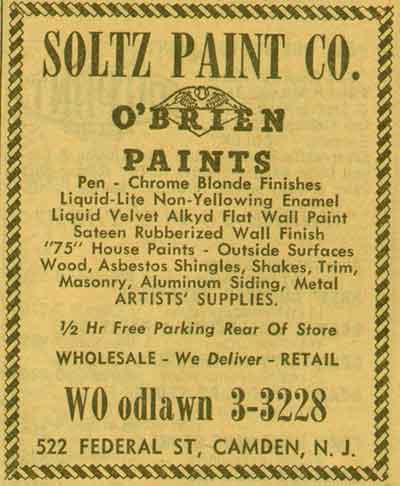 SOLTZ PAINT CO.
O'BRIEN
PAINTS
Pen - Chrome Blonde Finishes
Liquid-Lite Non-Yellowing Enamel
Liquid Velvet Alkyd Flat Wall Paint
Sateen Rubberized Wall Finish
"75" House Paints - Outside Surfaces
Wood, Asbestos Shingles, Shakes, Trim,
Masonry, Aluminum Siding, Metal
ARTISTS' SUPPLIES.
1/2 Hr Free Parking Rear Of Store
WHOLESALE - We Deliver - RETAIL
WO odlawn 3-3228
522 FEDERAL ST, CAMDEN, N. J.